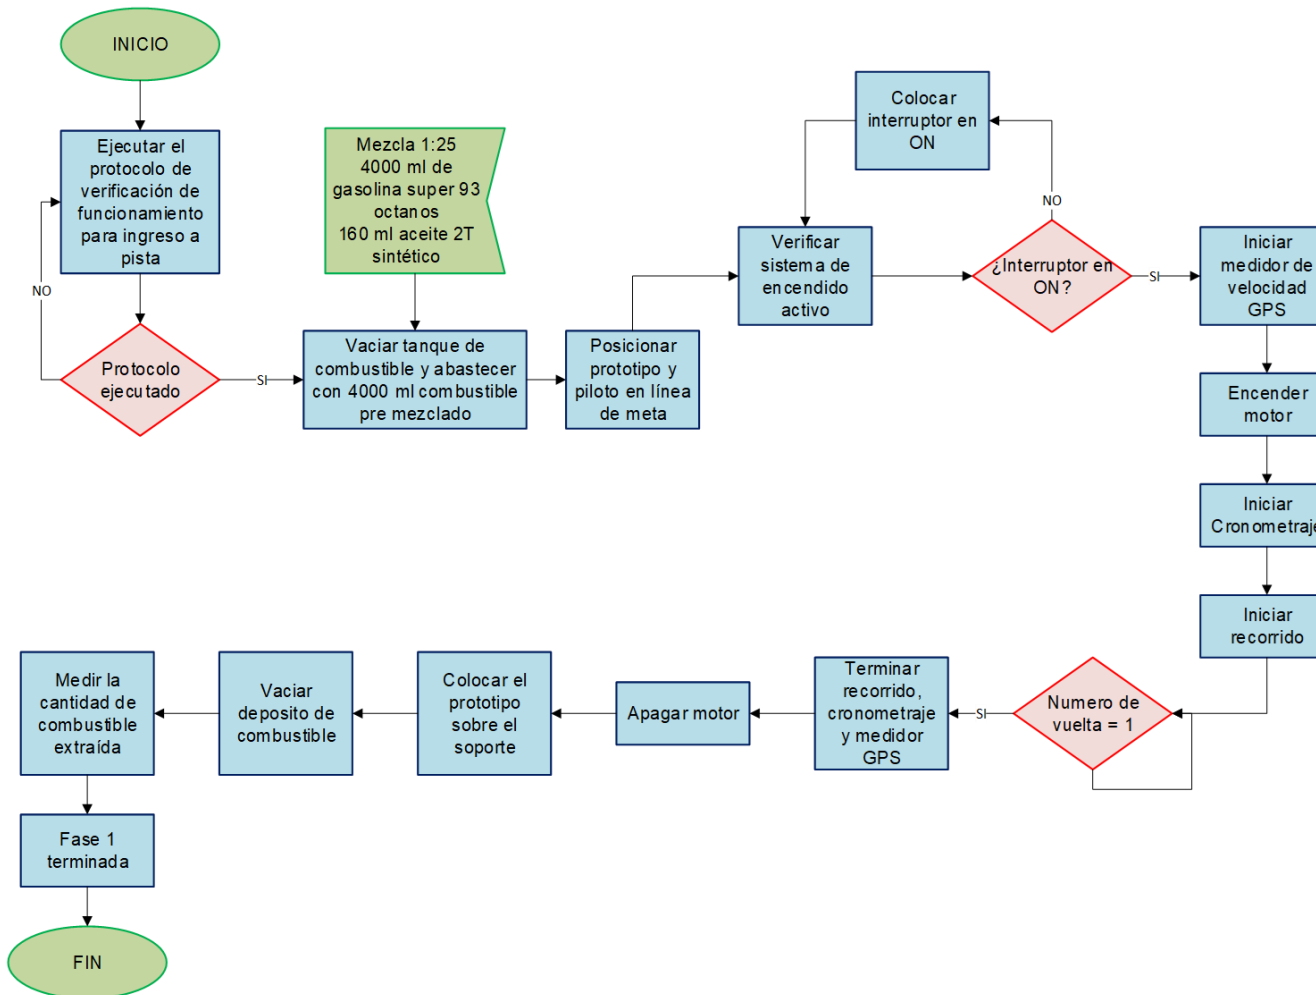 INICIO
Ejecutar el
protocolo de
verificación de
funcionamiento
para ingreso a
pista
NO
Protocolo
ejecutado
SI
Mezcla 1:25
4000 ml de
gasolina super 93
octanos
160 ml aceite 2T
sintético
Vaciar tanque de
combustible y abastecer
con 4000 ml combustible
pre mezclado
Posicionar
prototipo y
piloto en línea
de meta
Verificar
sistema de
encendido
activo
Colocar
interruptor en
ON
NO
¿Interruptor en
ON?
SI
Iniciar
medidor de
velocidad
GPS
Encender
motor
Iniciar
Cronometraje
Iniciar
recorrido
Numero de
vuelta = 1
SI
Terminar
recorrido,
cronometraje
y medidor
GPS
Apagar motor
Colocar el
prototipo
sobre el
soporte
Vaciar
deposito de
combustible
Medir la
cantidad de
combustible
extraída
Fase 1
terminada
FIN